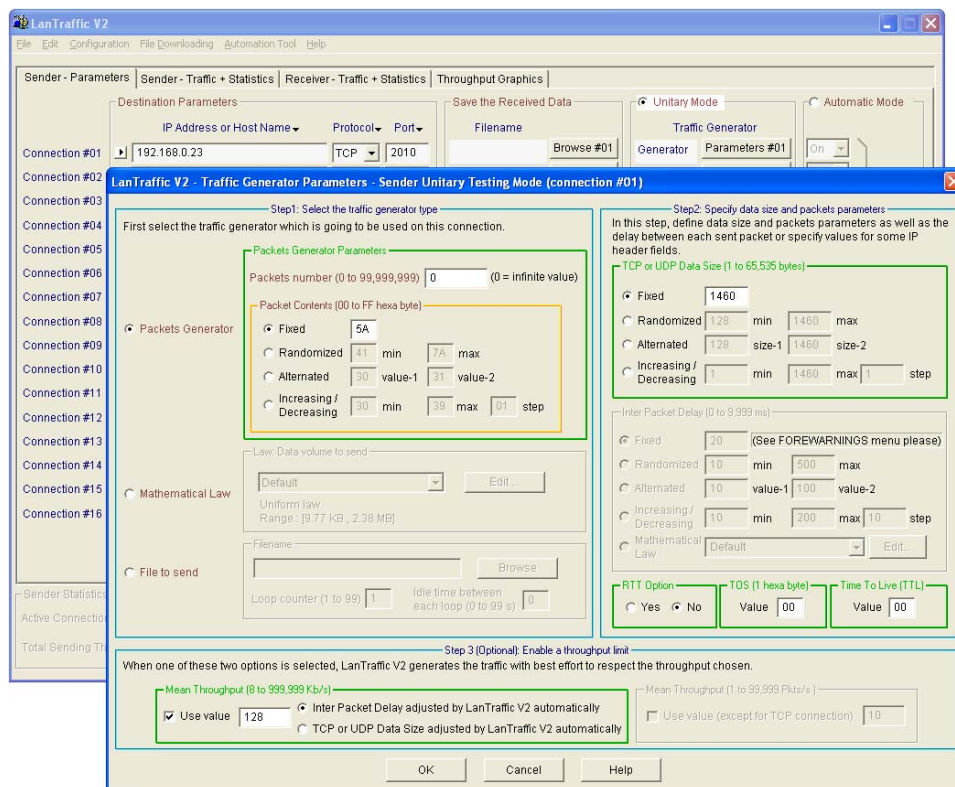 LanTraffic V2
File Edit Configuration File Downloading Automation Tool Help
Sender - Parameters Sender - Traffic + Statistics Receiver - Traffic + Statistics Throughput Graphics
Destination Parameters Save the Received Data Unitary Mode Automatic Mode
IP Address or Host Name Protocol Port Filename Traffic Generator
Connection #01 192.168.0.23 TCP 2010 Browse #01 Generator Parameters #01 On
Connection #02
Connection #03
Connection #04
Connection #05
Connection #06
Connection #07
Connection #08
Connection #09
Connection #10
Connection #11
Connection #12
Connection #13
Connection #14
Connection #15
Connection #16
Sender Statistics
Active Connectio
Total Sending Th
LanTraffic V2 - Traffic Generator Parameters - Sender Unitary Testing Mode (connection #01)
Step1: Select the traffic generator type
First select the traffic generator which is going to be used on this connection.
Packets Generator
Packets Generator Parameters
Packets number (0 to 99,999,999) 0 (0 = infinite value)
Packet Contents (00 to FF hexa byte)
Fixed 5A
Randomized 41 min 7A max
Alternated 30 value-1 31 value-2
Increasing /
Decreasing 30 min 39 max 01 step
Mathematical Law
Law: Data volume to send
Default Edit...
Uniform law
Range : [9.77 KB , 2.38 MB]
File to send
Filename
Browse
Loop counter (1 to 99) 1 Idle time between
each loop (0 to 99 s) 0
Step2: Specify data size and packets parameters
In this step, define data size and packets parameters as well as the
delay between each sent packet or specify values for some IP
header fields.
TCP or UDP Data Size (1 to 65,535 bytes)
Fixed 1460
Randomized 128 min 1460 max
Alternated 128 size-1 1460 size-2
Increasing /
Decreasing 1 min 1460 max 1 step
Inter Packet Delay (0 to 9,999 ms)
Fixed 20 (See FOREWARNINGS menu please)
Randomized 10 min 500 max
Alternated 10 value-1 100 value-2
Increasing /
Decreasing 10 min 200 max 10 step
Mathematical
Law Default Edit...
RTT Option TOS (1 hexa byte) Time To Live (TTL)
Yes No Value 00 Value 00
Step 3 (Optional): Enable a throughput limit
When one of these two options is selected, LanTraffic V2 generates the traffic with best effort to respect the throughput chosen.
Mean Throughput (8 to 999,999 Kb/s)
Use value 128 Inter Packet Delay adjusted by LanTraffic V2 automatically
TCP or UDP Data Size adjusted by LanTraffic V2 automatically
Mean Throughput (1 to 99,999 Pkts/s )
Use value (except for TCP connection) 10
OK Cancel Help